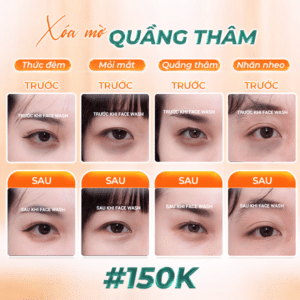 Xóa mờ QUẦNG THÂM
Thức đêm Mỏi mắt Quầng thâm Nhăn nheo
TRƯỚC TRƯỚC TRƯỚC TRƯỚC
TRƯỚC KHI FACE WASH TRƯỚC KHI FACE WASH TRƯỚC KHI FACE WASH TRƯỚC KHI FACE WASH
SAU SAU SAU SAU
SAU KHI FACE WASH SAU KHI FACE WASH SAU KHI FACE WASH SAU KHI FACE WASH
#150K